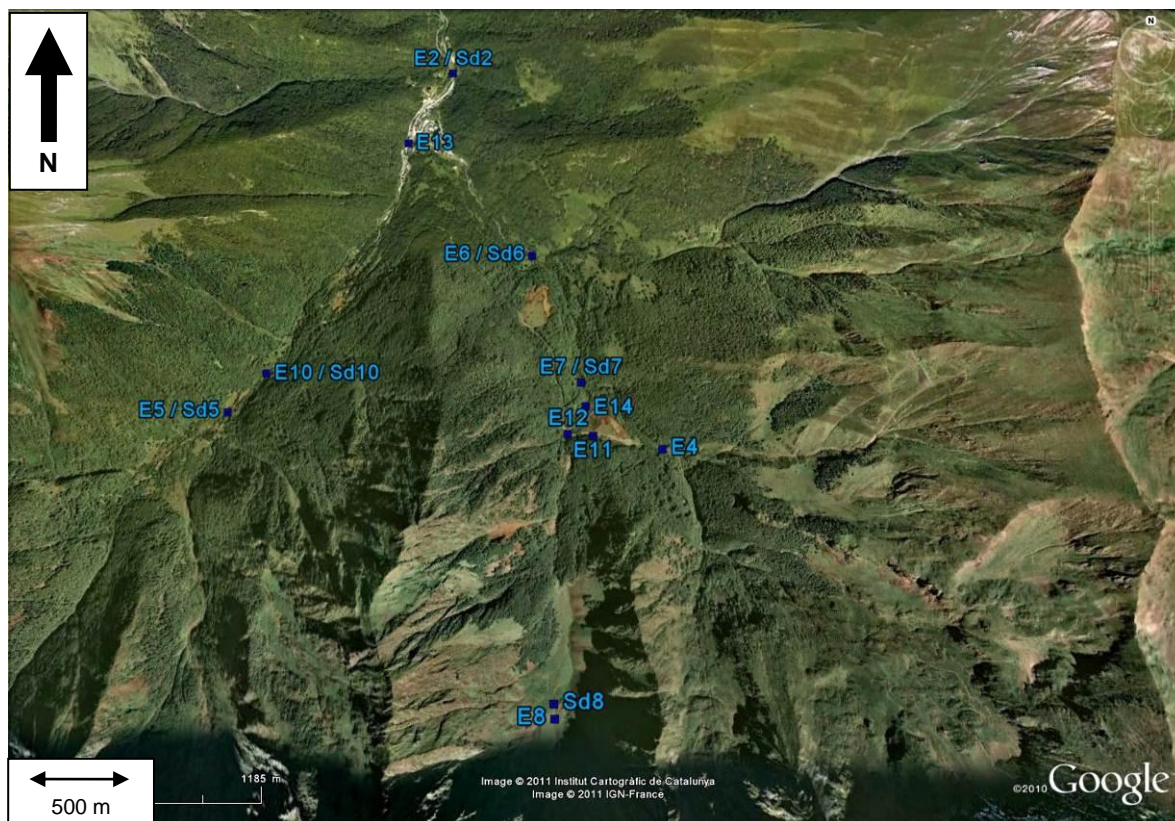 N
N
E2 / Sd2
E13
E6 / Sd6
E10 / Sd10
E7 / Sd7
E5 / Sd5
E14
E12
E11
E4
Sd8
E8
1185 m
500 m
Image © 2011 Institut Cartogràfic de Catalunya
Image © 2011 IGN-France
©2010 Google